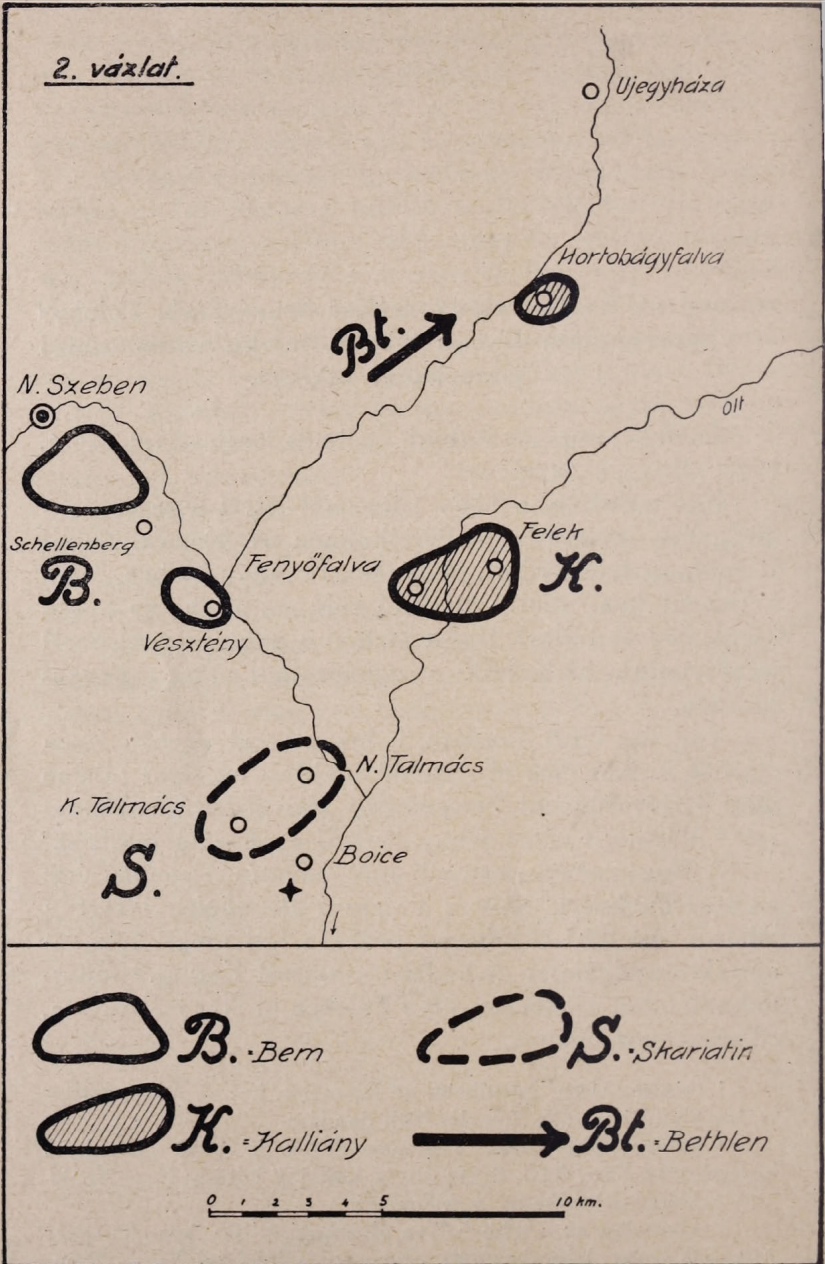 2. vázlat.
Ujegyháza
Hortobágyfalva
Bt.
N. Szeben
Olt
Schellenberg
Felek
Fenyőfalva
B.
K.
Vesztény
N. Talmács
K. Talmács
Boice
S.
B. = Bem
S. = Skariatin
K. = Kalliány
Bt. = Bethlen
0 1 2 3 4 5 10 km.